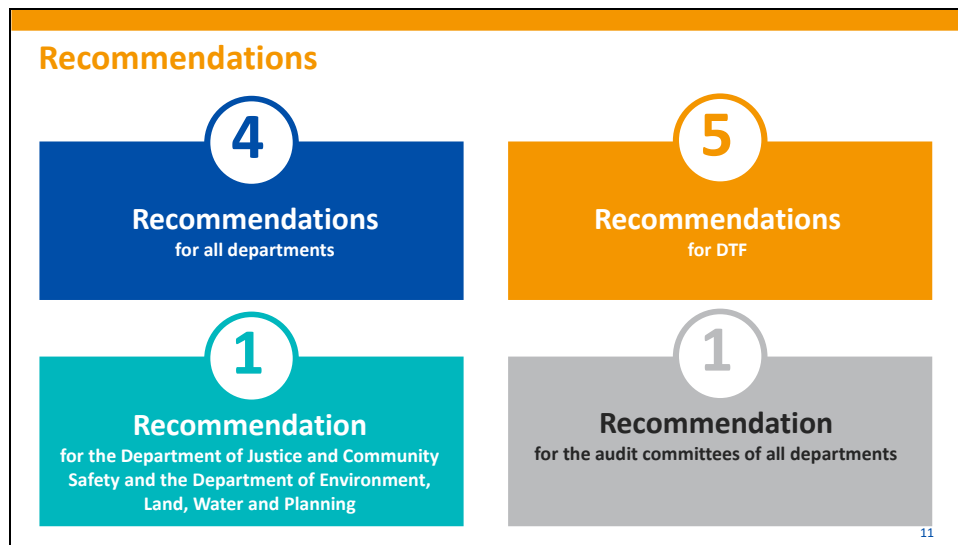 Recommendations
4
Recommendations
for all departments
5
Recommendations
for DTF
1
Recommendation
for the Department of Justice and Community
Safety and the Department of Environment,
Land, Water and Planning
1
Recommendation
for the audit committees of all departments
11